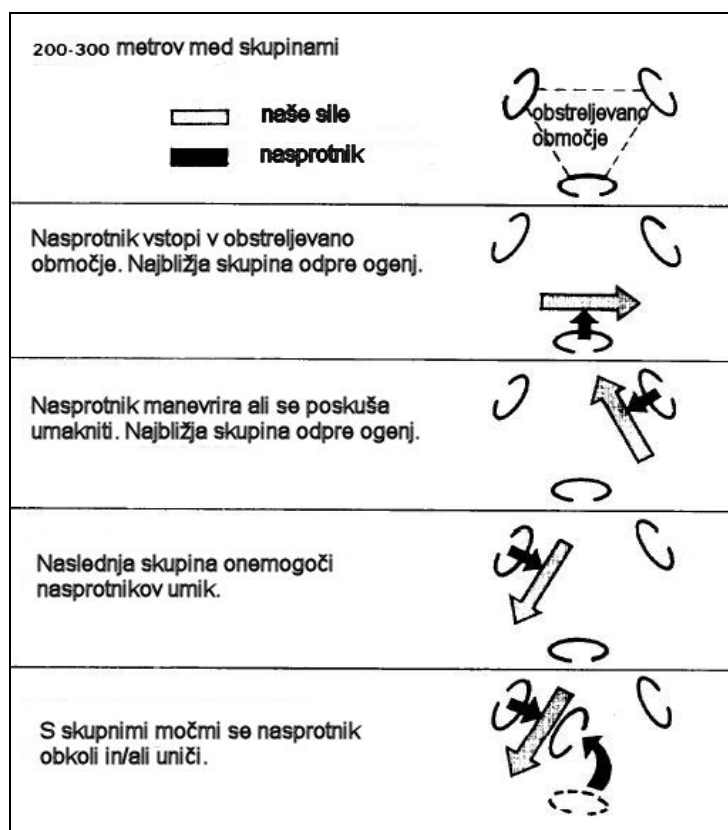 200-300 metrov med skupinami
naše sile
nasprotnik
obstreljevano
območje
Nasprotnik vstopi v obstreljevano
območje. Najbližja skupina odpre ogenj.
Nasprotnik manevrira ali se poskuša
umakniti. Najbližja skupina odpre ogenj.
Naslednja skupina onemogoči
nasprotnikov umik.
S skupnimi močmi se nasprotnik
obkoli in/ali uniči.